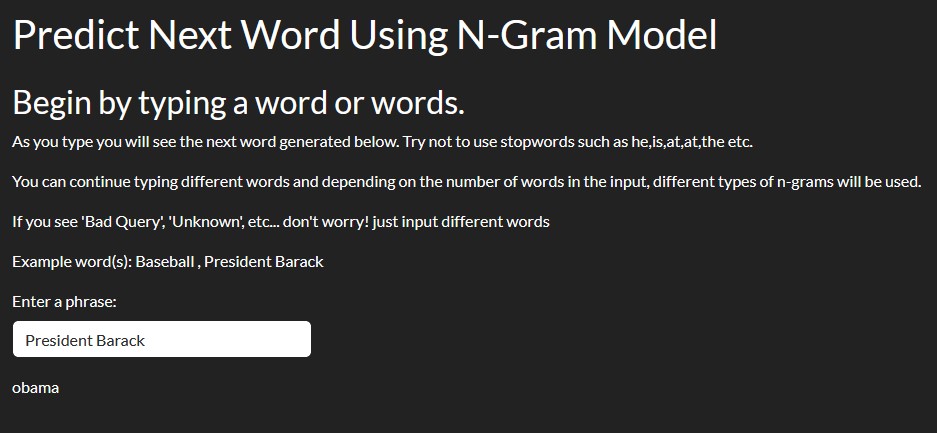 Predict Next Word Using N-Gram Model
Begin by typing a word or words.
As you type you will see the next word generated below. Try not to use stopwords such as he,is,at,at,the etc.
You can continue typing different words and depending on the number of words in the input, different types of n-grams will be used.
If you see 'Bad Query', 'Unknown', etc... don't worry! just input different words
Example word(s): Baseball , President Barack
Enter a phrase:
President Barack
obama